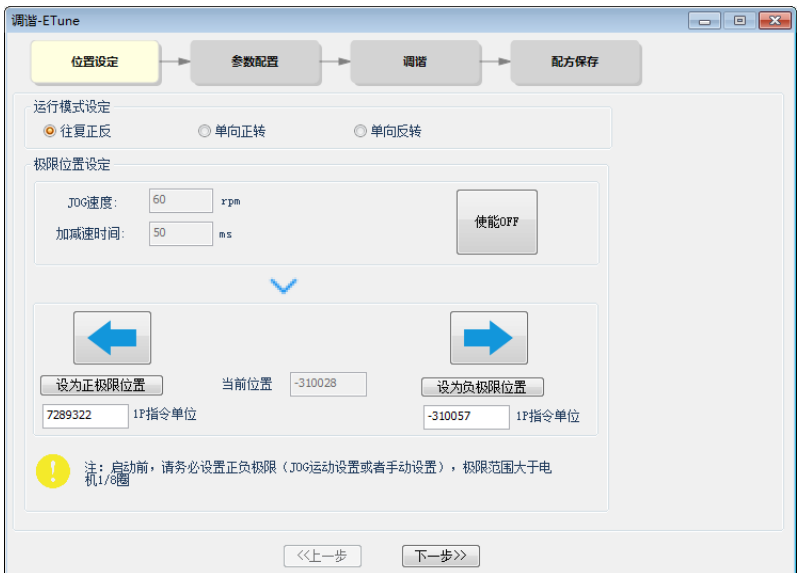 调谐-ETune
位置设定 参数配置 调谐 配方保存
运行模式设定
往复正反 单向正转 单向反转
极限位置设定
JOG速度: 60 rpm
加减速时间: 50 ms
使能OFF
设为正极限位置 当前位置 -310028 设为负极限位置
7289322 1P指令单位 -310057 1P指令单位
注：启动前，请务必设置正负极限（JOG运动设置或者手动设置），极限范围大于电
机1/8圈
<<上一步 下一步>>